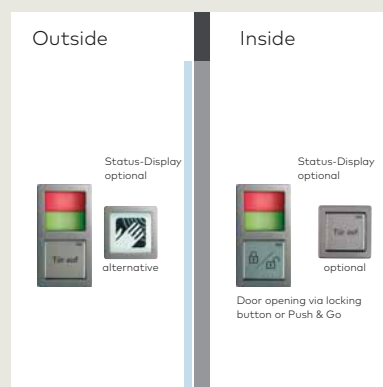 Outside
Status-Display
optional
Tür auf
alternative
Inside
Status-Display
optional
Tür auf
optional
Door opening via locking
button or Push & Go